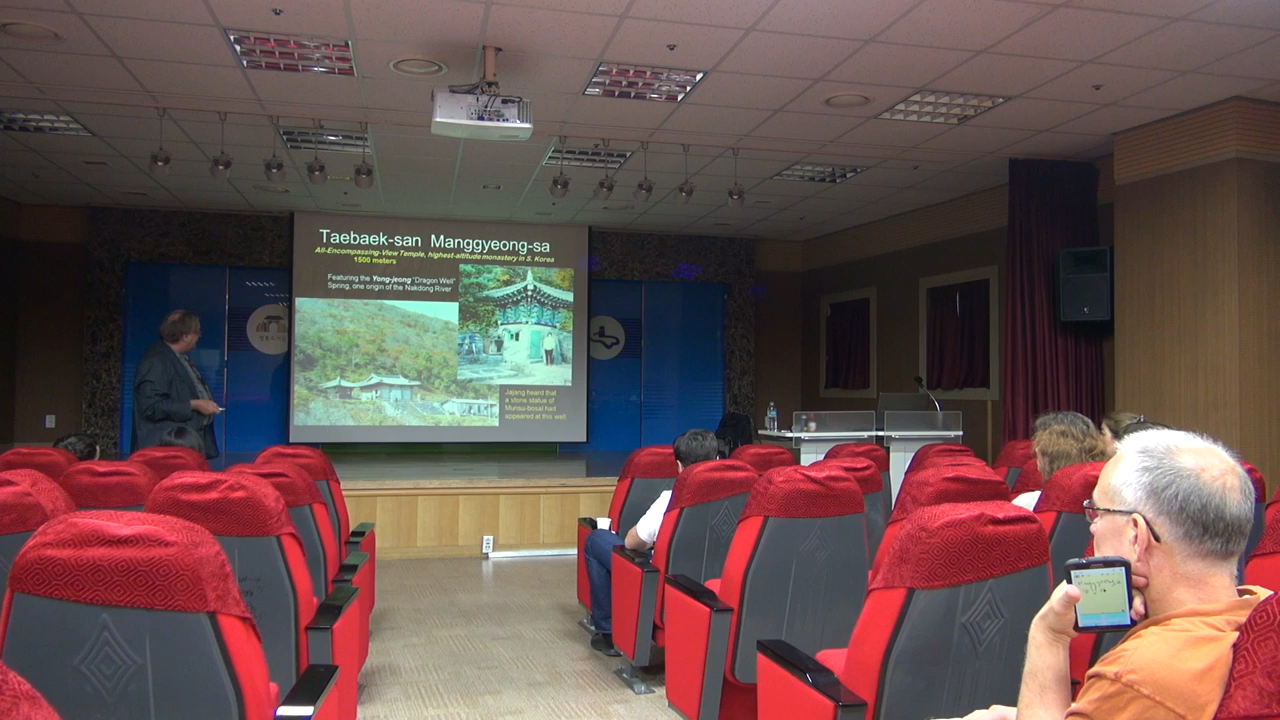 Taebaek-san Manggyeong-sa
All-Encompassing-View Temple, highest-altitude monastery in S. Korea
1500 meters
Featuring the Yong-jeong "Dragon Well"
Spring, one origin of the Nakdong River
Jajang heard that
a stone statue of
Munsu-bosal had
appeared at this well